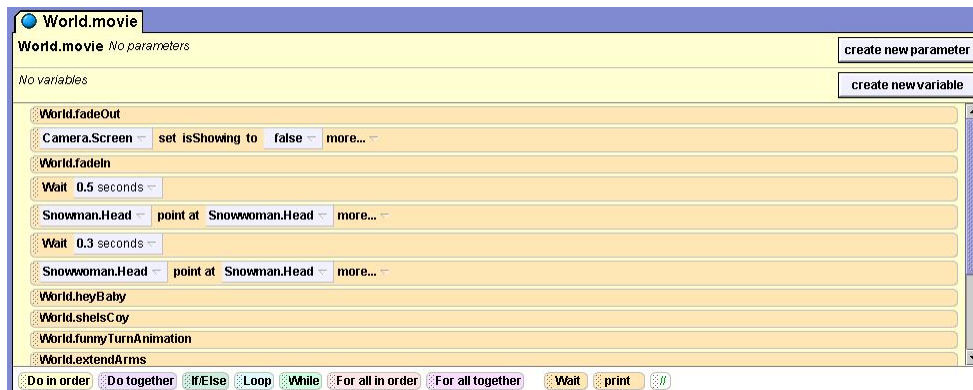 World.movie
World.movie No parameters
create new parameter
No variables
create new variable
World.fadeOut
Camera.Screen set isShowing to false more...
World.fadeIn
Wait 0.5 seconds
Snowman.Head point at Snowwoman.Head more...
Wait 0.3 seconds
Snowwoman.Head point at Snowman.Head more...
World.heyBaby
World.sheIsCoy
World.funnyTurnAnimation
World.extendArms
Do in order Do together If/Else Loop While For all in order For all together Wait print //